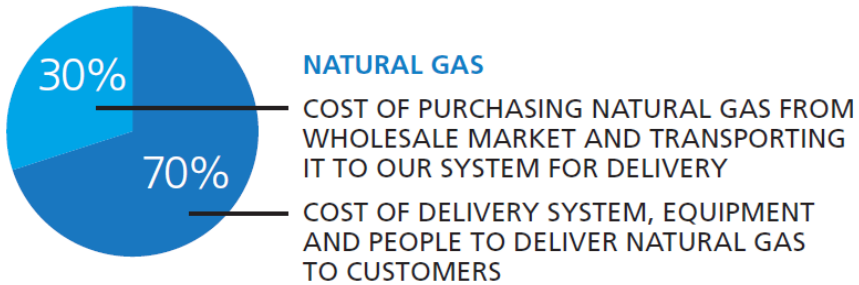 30%
70%
NATURAL GAS
COST OF PURCHASING NATURAL GAS FROM
WHOLESALE MARKET AND TRANSPORTING
IT TO OUR SYSTEM FOR DELIVERY
COST OF DELIVERY SYSTEM, EQUIPMENT
AND PEOPLE TO DELIVER NATURAL GAS
TO CUSTOMERS